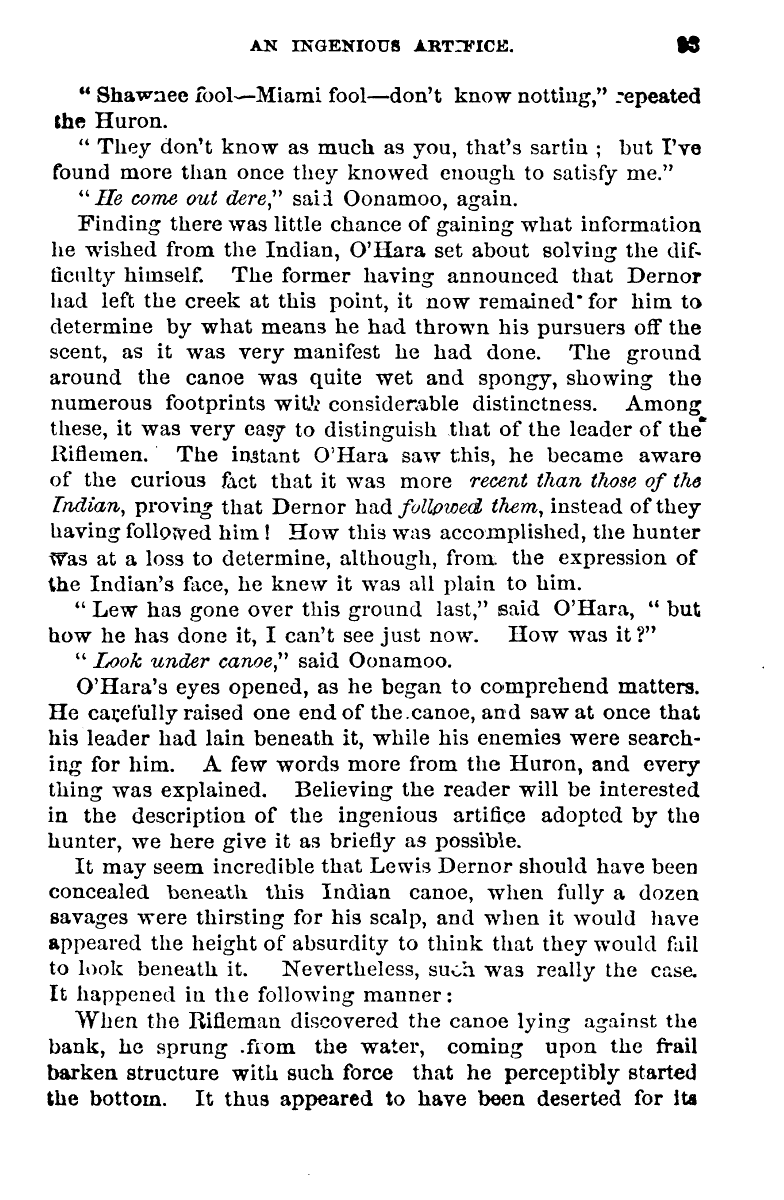 AN INGENIOUS ARTIFICE. 93
“ Shawnee fool—Miami fool—don't know notting,” repeated
the Huron.
“ They don't know as much as you, that's sartin ; but I've
found more than once they knowed enough to satisfy me.”
“ He come out dere,” said Oonamoo, again.
Finding there was little chance of gaining what information
he wished from the Indian, O'Hara set about solving the dif-
ficulty himself. The former having announced that Dernor
had left the creek at this point, it now remained for him to
determine by what means he had thrown his pursuers off the
scent, as it was very manifest he had done. The ground
around the canoe was quite wet and spongy, showing the
numerous footprints with considerable distinctness. Among
these, it was very easy to distinguish that of the leader of the
Riflemen. The instant O'Hara saw this, he became aware
of the curious fact that it was more recent than those of the
Indian, proving that Dernor had followed them, instead of they
having followed him ! How this was accomplished, the hunter
was at a loss to determine, although, from the expression of
the Indian's face, he knew it was all plain to him.
“ Lew has gone over this ground last,” said O'Hara, “ but
how he has done it, I can't see just now. How was it ?”
“ Look under canoe,” said Oonamoo.
O'Hara's eyes opened, as he began to comprehend matters.
He carefully raised one end of the canoe, and saw at once that
his leader had lain beneath it, while his enemies were search-
ing for him. A few words more from the Huron, and every
thing was explained. Believing the reader will be interested
in the description of the ingenious artifice adopted by the
hunter, we here give it as briefly as possible.
It may seem incredible that Lewis Dernor should have been
concealed beneath this Indian canoe, when fully a dozen
savages were thirsting for his scalp, and when it would have
appeared the height of absurdity to think that they would fail
to look beneath it. Nevertheless, such was really the case.
It happened in the following manner :
When the Rifleman discovered the canoe lying against the
bank, he sprung from the water, coming upon the frail
barken structure with such force that he perceptibly started
the bottom. It thus appeared to have been deserted for its